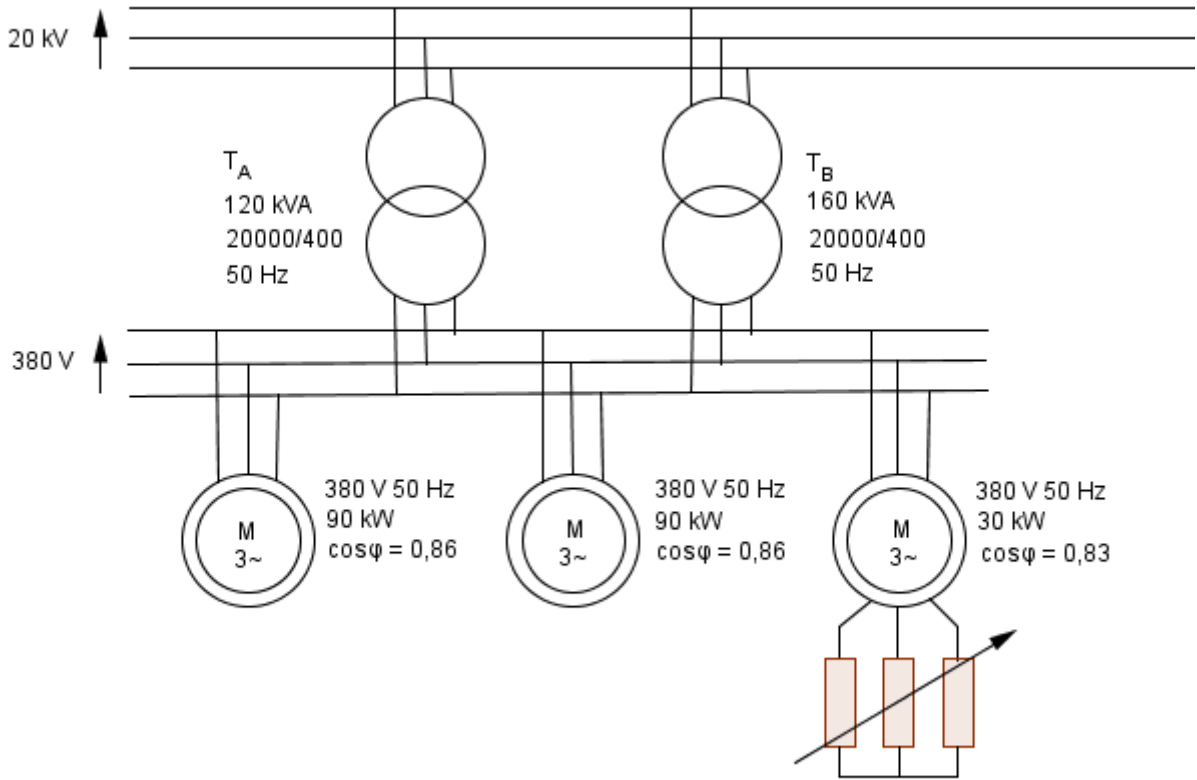 20 kV
T_A
120 kVA
20000/400
50 Hz
T_B
160 kVA
20000/400
50 Hz
380 V
M
3~
380 V 50 Hz
90 kW
cosφ = 0,86
M
3~
380 V 50 Hz
90 kW
cosφ = 0,86
M
3~
380 V 50 Hz
30 kW
cosφ = 0,83